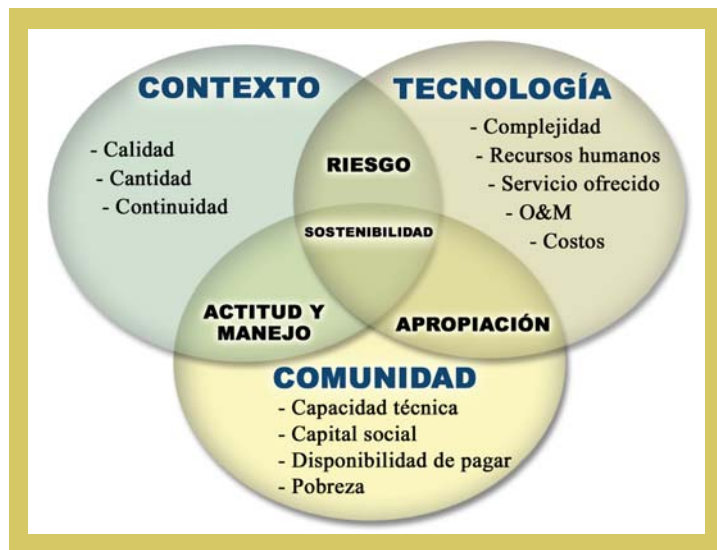 CONTEXTO
- Calidad
- Cantidad
- Continuidad
TECNOLOGÍA
- Complejidad
- Recursos humanos
- Servicio ofrecido
- O&M
- Costos
RIESGO
SOSTENIBILIDAD
ACTITUD Y
MANEJO
APROPIACIÓN
COMUNIDAD
- Capacidad técnica
- Capital social
- Disponibilidad de pagar
- Pobreza